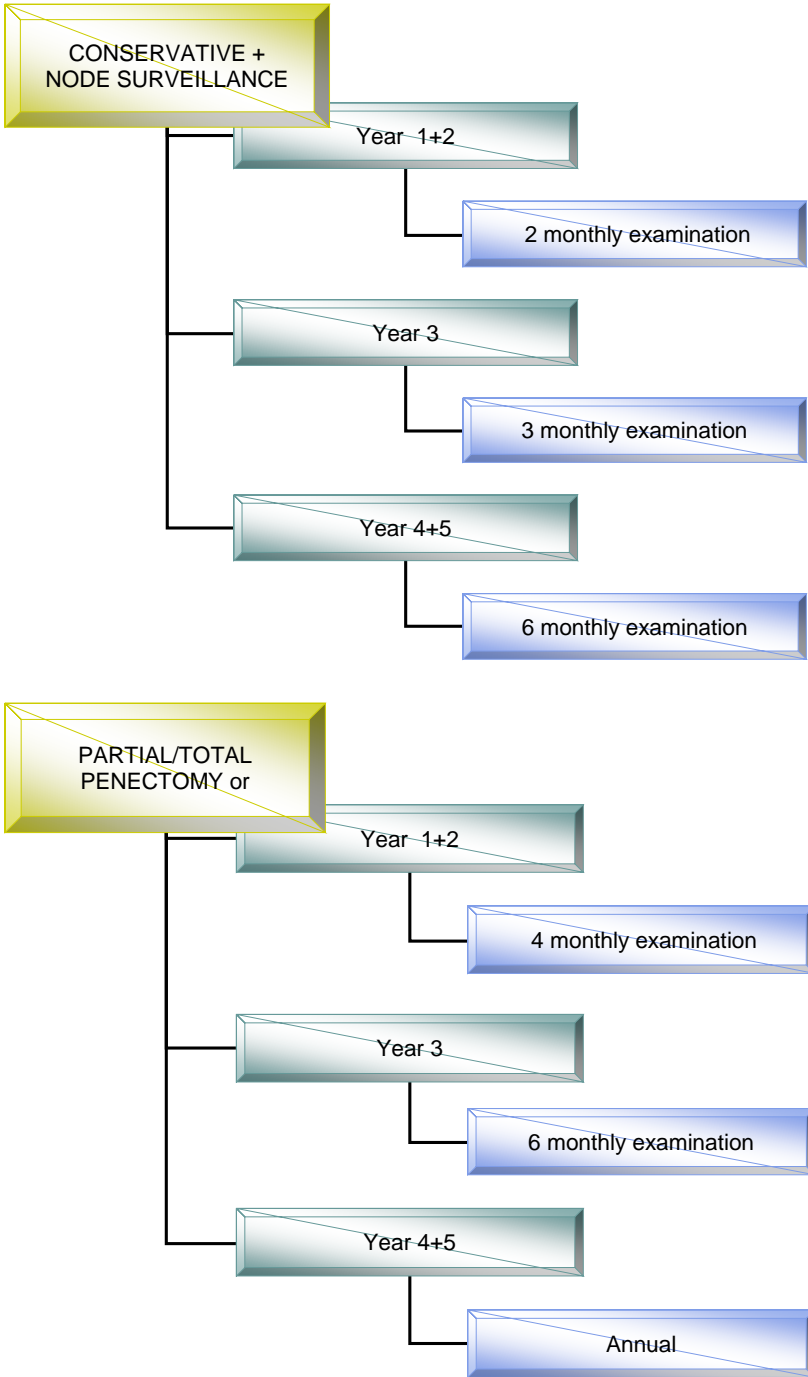 CONSERVATIVE +
NODE SURVEILLANCE
Year 1+2
2 monthly examination
Year 3
3 monthly examination
Year 4+5
6 monthly examination
PARTIAL/TOTAL
PENECTOMY or
Year 1+2
4 monthly examination
Year 3
6 monthly examination
Year 4+5
Annual